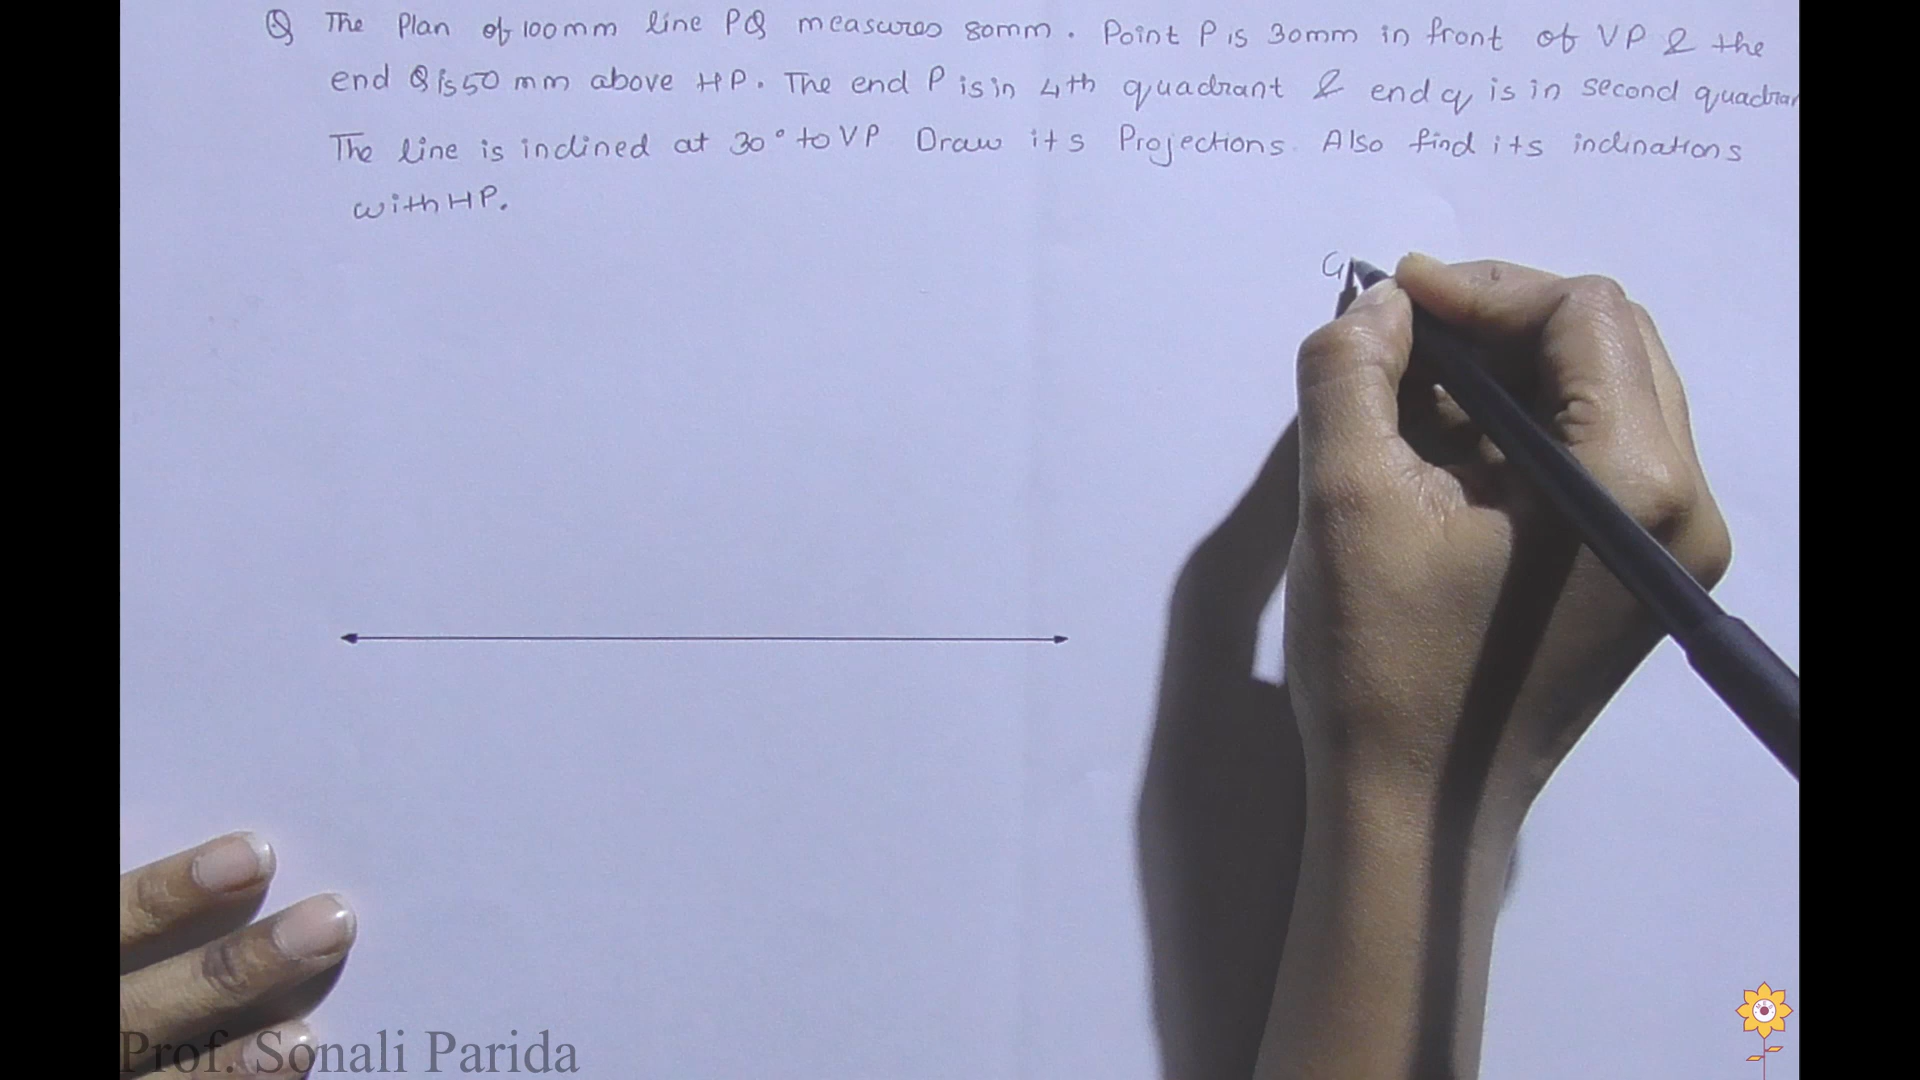 Q The Plan of 100mm line PQ measures 80mm. Point P is 30mm in front of VP & the
end Q is 50 mm above HP. The end P is in 4th quadrant & end q is in second quadran
The line is inclined at 30° to VP Draw its Projections. Also find its inclinations
with HP.
G
Prof. Sonali Parida